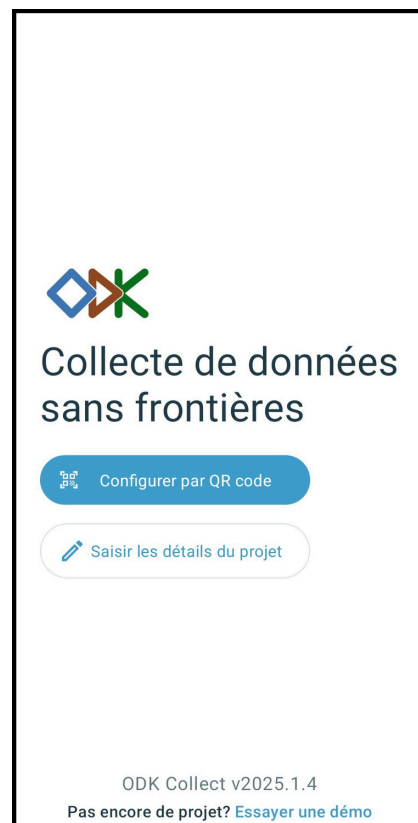 ODK
Collecte de données
sans frontières
Configurer par QR code
Saisir les détails du projet
ODK Collect v2025.1.4
Pas encore de projet? Essayer une démo